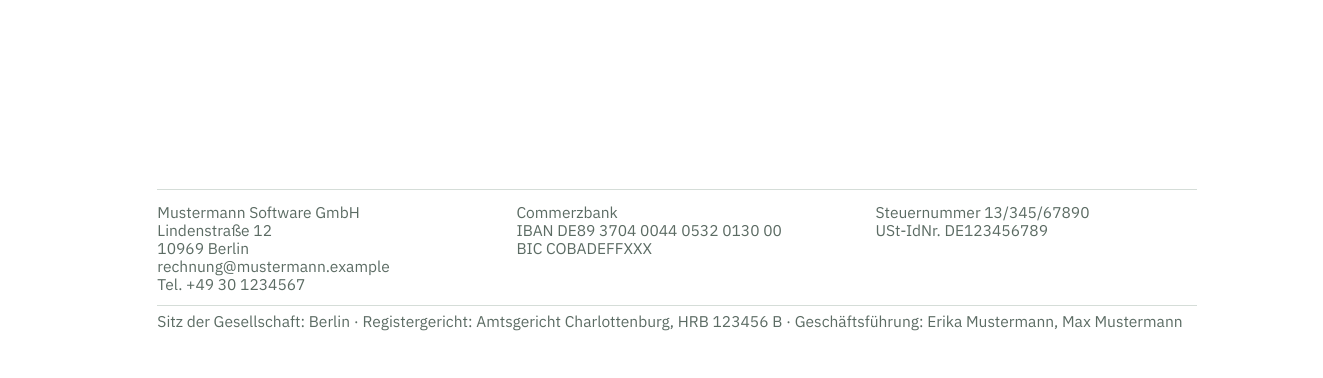 Mustermann Software GmbH
Lindenstraße 12
10969 Berlin
rechnung@mustermann.example
Tel. +49 30 1234567
Commerzbank
IBAN DE89 3704 0044 0532 0130 00
BIC COBADEFFXXX
Steuernummer 13/345/67890
USt-IdNr. DE123456789
Sitz der Gesellschaft: Berlin · Registergericht: Amtsgericht Charlottenburg, HRB 123456 B · Geschäftsführung: Erika Mustermann, Max Mustermann